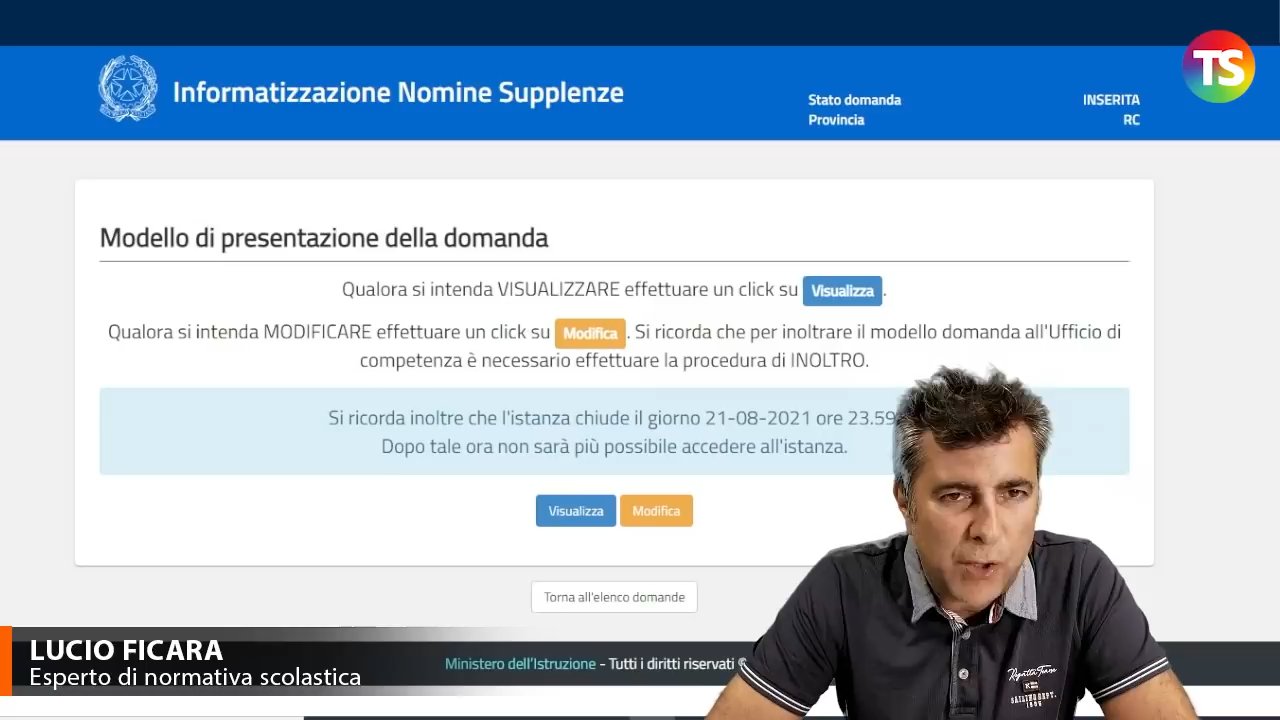 TS
Informatizzazione Nomine Supplenze
Stato domanda INSERITA
Provincia RC
Modello di presentazione della domanda
Qualora si intenda VISUALIZZARE effettuare un click su Visualizza.
Qualora si intenda MODIFICARE effettuare un click su Modifica. Si ricorda che per inoltrare il modello domanda all'Ufficio di
competenza è necessario effettuare la procedura di INOLTRO.
Si ricorda inoltre che l'istanza chiude il giorno 21-08-2021 ore 23.59
Dopo tale ora non sarà più possibile accedere all'istanza.
Visualizza Modifica
Torna all'elenco domande
LUCIO FICARA
Esperto di normativa scolastica
Ministero dell'Istruzione - Tutti i diritti riservati ©